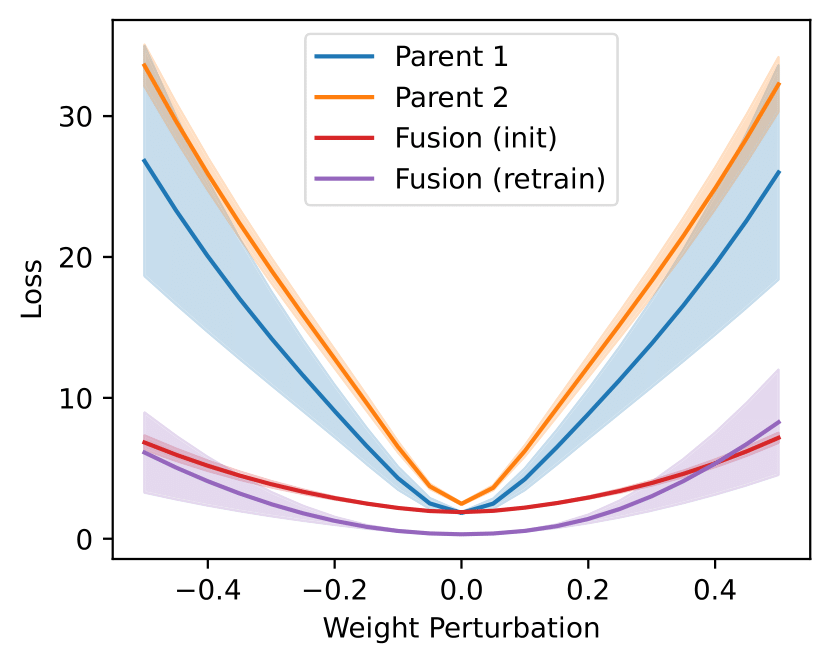 Parent 1
Parent 2
Fusion (init)
Fusion (retrain)
30
20
10
0
Loss
−0.4 −0.2 0.0 0.2 0.4
Weight Perturbation